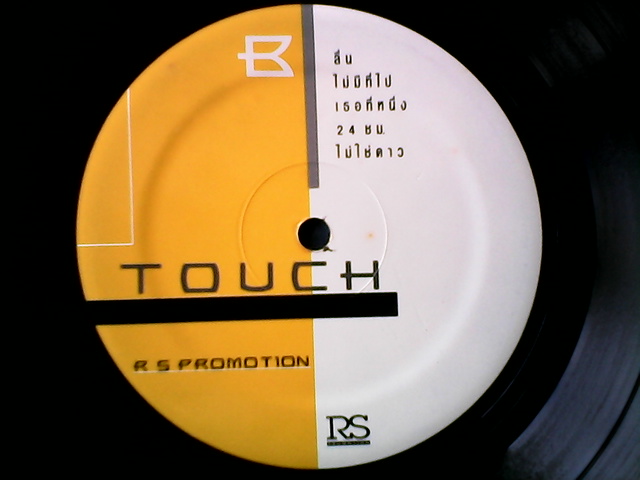 B
ลื่น
ไม่มีที่ไป
เธอที่หนึ่ง
24 ชม.
ไม่ใช่ดาว
TOUCH
R S PROMOTION
RS